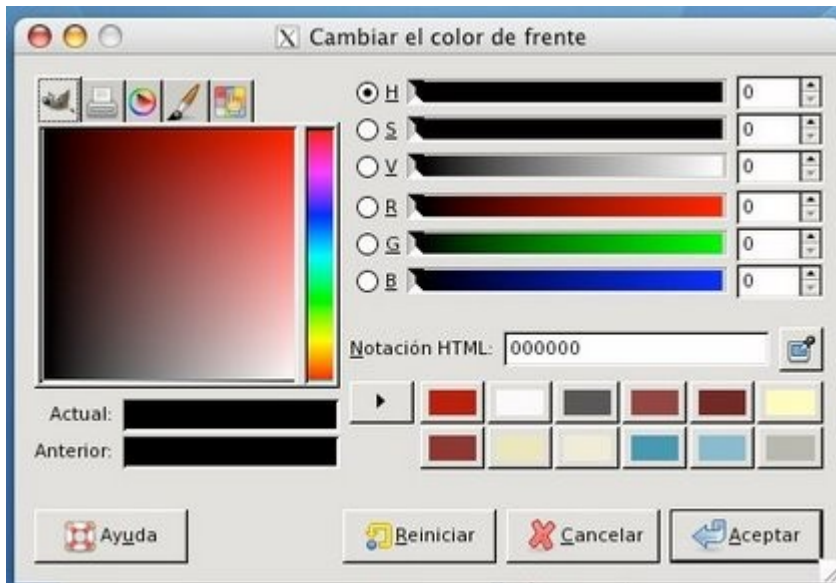 Cambiar el color de frente
H 0
S 0
V 0
R 0
G 0
B 0
Notación HTML: 000000
Actual:
Anterior:
Ayuda
Reiniciar
Cancelar
Aceptar